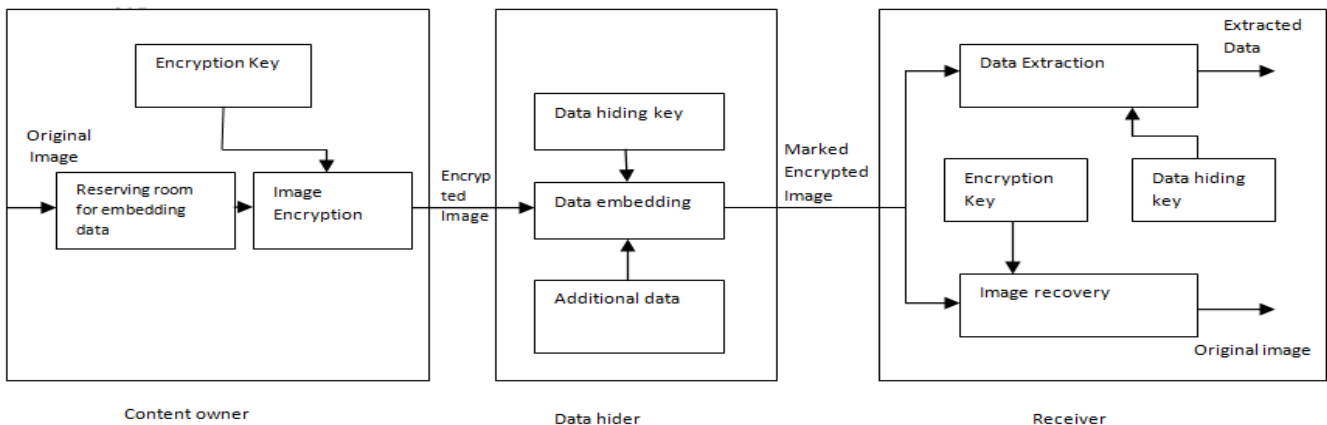 Encryption Key
Original
Image
Reserving room
for embedding
data
Image
Encryption
Encryp
ted
Image
Data hiding key
Data embedding
Additional data
Marked
Encrypted
Image
Data Extraction
Extracted
Data
Encryption
Key
Data hiding
key
Image recovery
Original image
Content owner
Data hider
Receiver